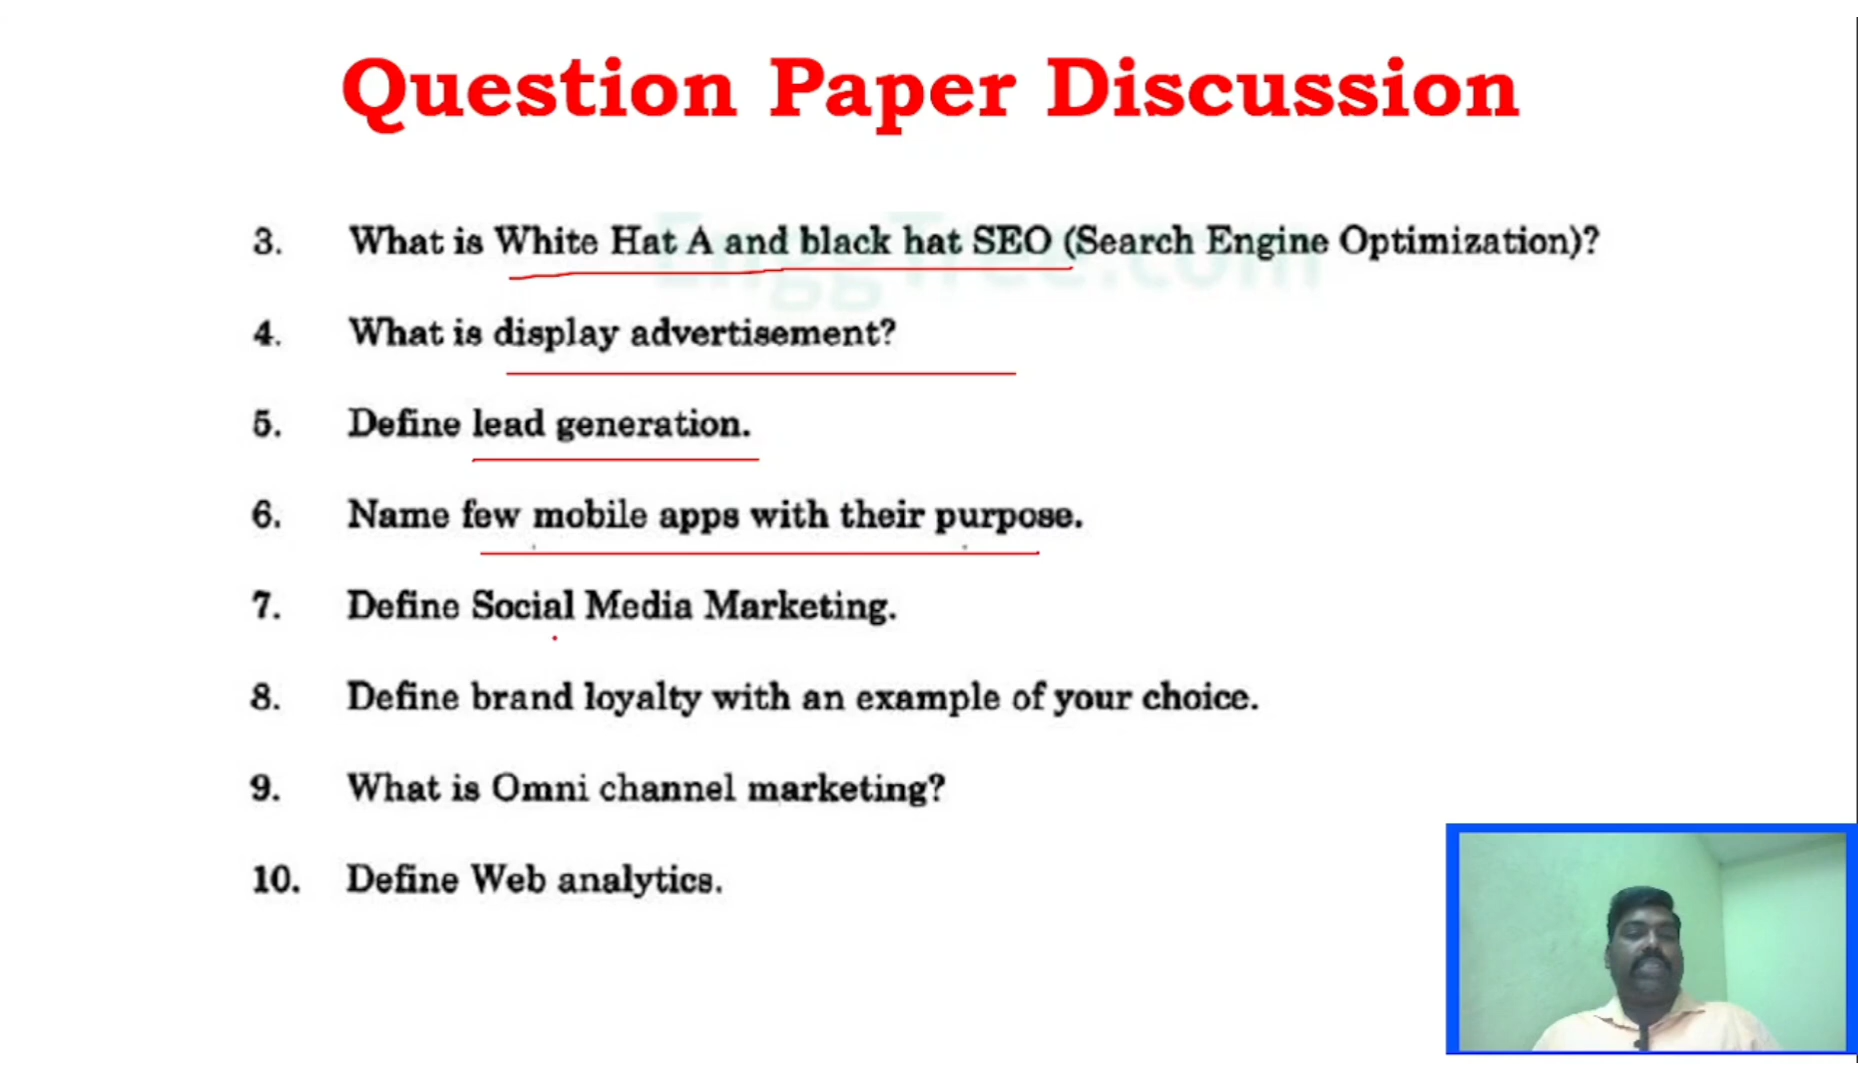 Question Paper Discussion
EnggTree.com
3. What is White Hat A and black hat SEO (Search Engine Optimization)?
4. What is display advertisement?
5. Define lead generation.
6. Name few mobile apps with their purpose.
7. Define Social Media Marketing.
8. Define brand loyalty with an example of your choice.
9. What is Omni channel marketing?
10. Define Web analytics.